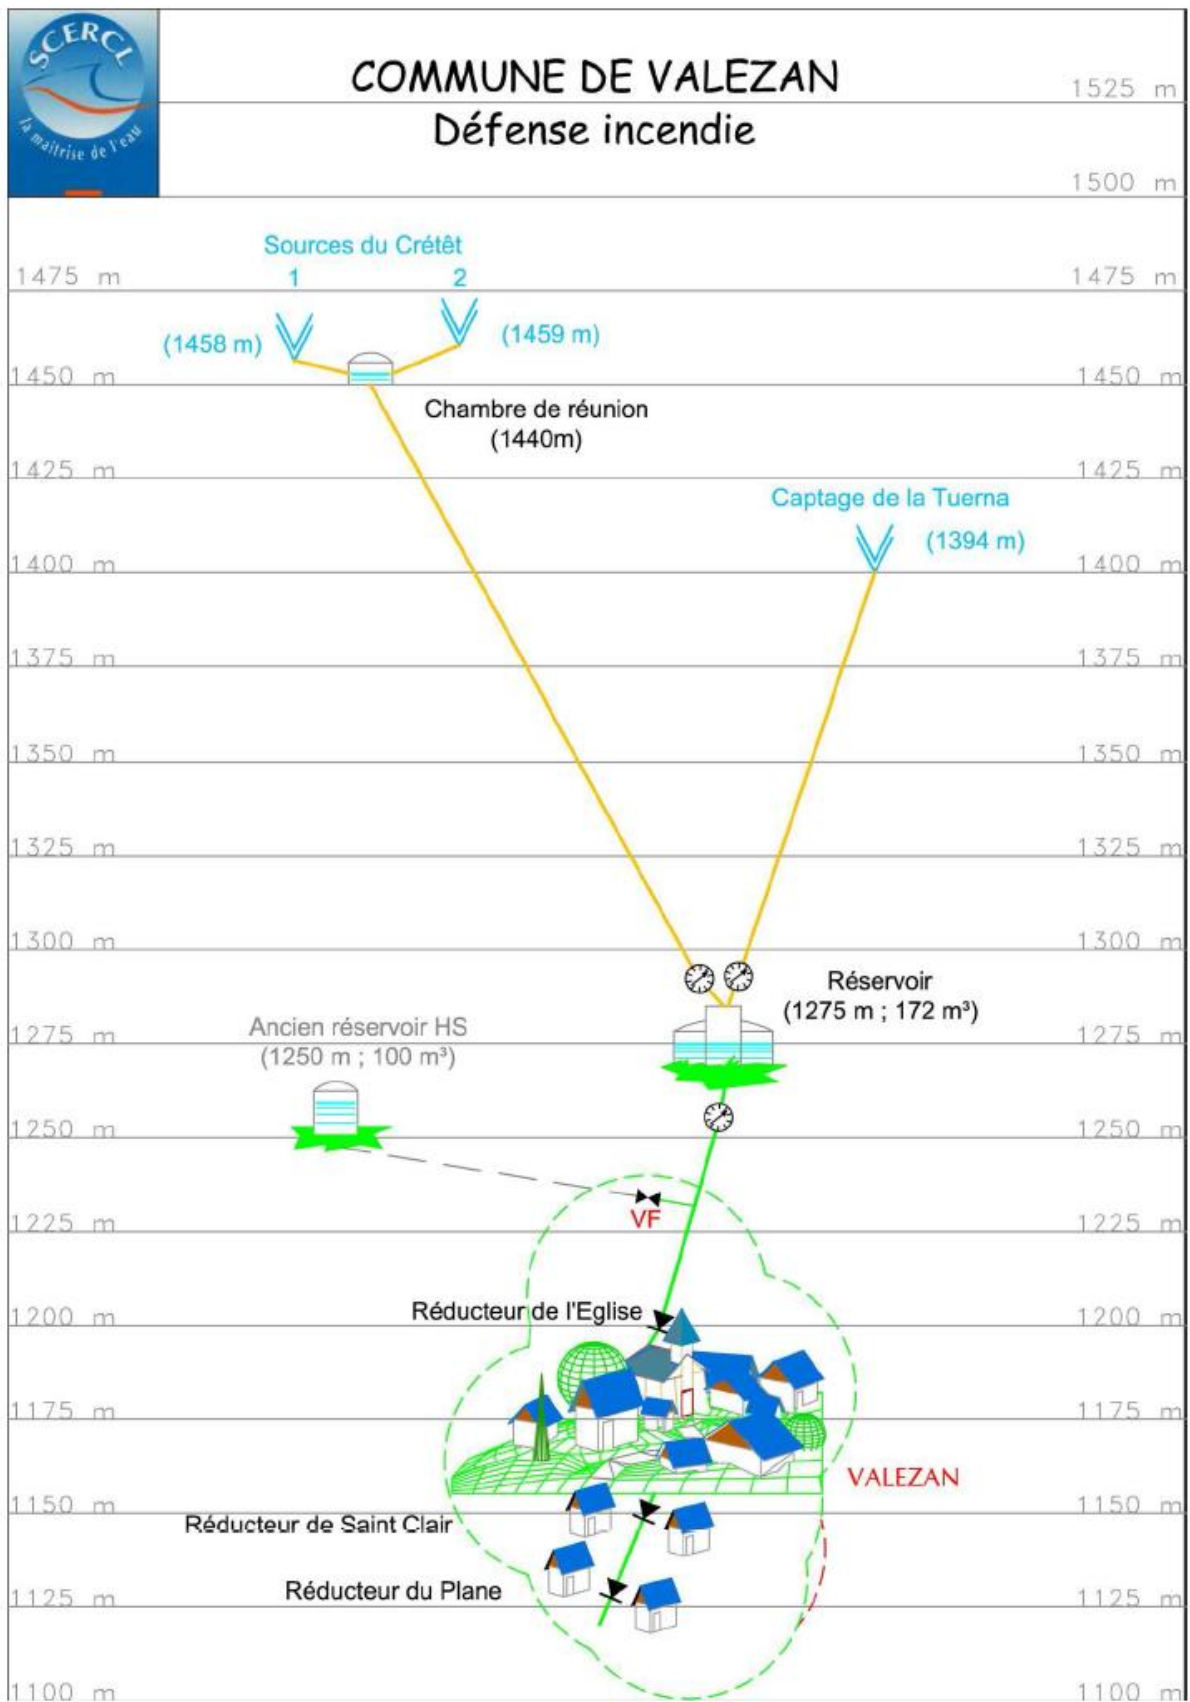 SCERCL
la maîtrise de l'eau
COMMUNE DE VALEZAN
Défense incendie
1525 m
1500 m
Sources du Crétêt
1475 m
1
2
1475 m
(1458 m)
(1459 m)
1450 m
1450 m
Chambre de réunion
(1440m)
1425 m
1425 m
Captage de la Tuerna
(1394 m)
1400 m
1400 m
1375 m
1375 m
1350 m
1350 m
1325 m
1325 m
1300 m
1300 m
Réservoir
(1275 m ; 172 m³)
Ancien réservoir HS
(1250 m ; 100 m³)
1275 m
1275 m
1250 m
1250 m
VF
1225 m
1225 m
Réducteur de l'Eglise
1200 m
1200 m
1175 m
1175 m
VALEZAN
1150 m
1150 m
Réducteur de Saint Clair
Réducteur du Plane
1125 m
1125 m
1100 m
1100 m